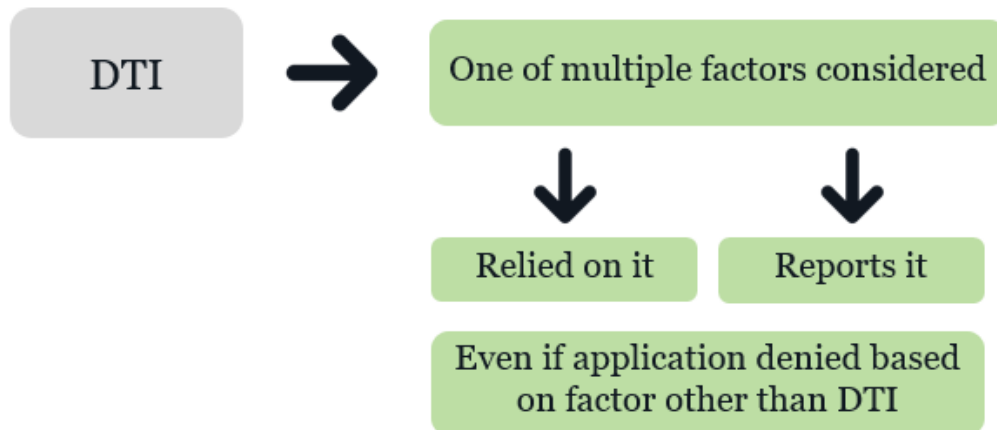 DTI
One of multiple factors considered
Relied on it
Reports it
Even if application denied based
on factor other than DTI